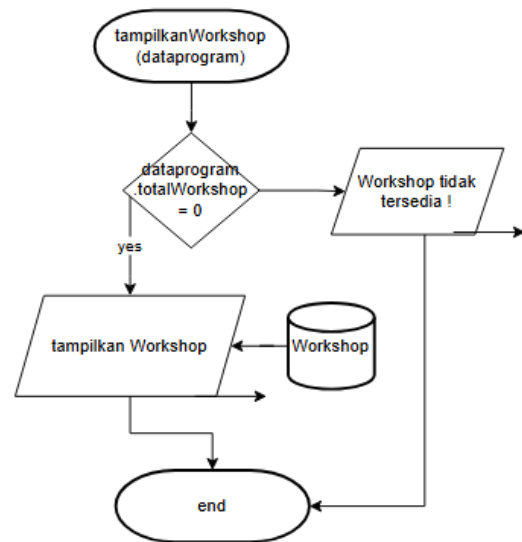 tampilkanWorkshop
(dataprogram)
dataprogram
.totalWorkshop
= 0
Workshop tidak
tersedia !
yes
tampilkan Workshop
Workshop
end